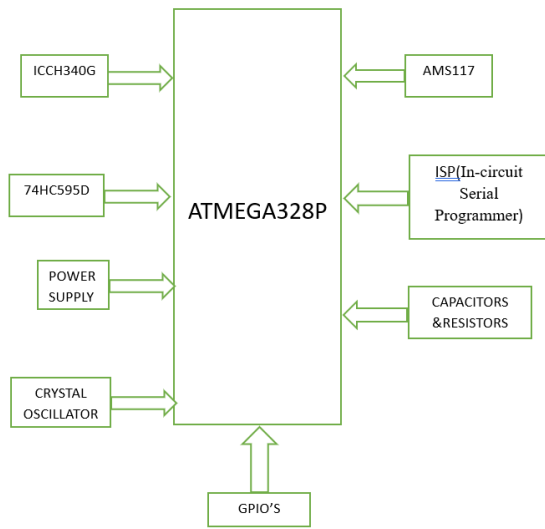 ICCH340G
AMS117
74HC595D
ISP(In-circuit
Serial
Programmer)
ATMEGA328P
POWER
SUPPLY
CAPACITORS
&RESISTORS
CRYSTAL
OSCILLATOR
GPIO'S